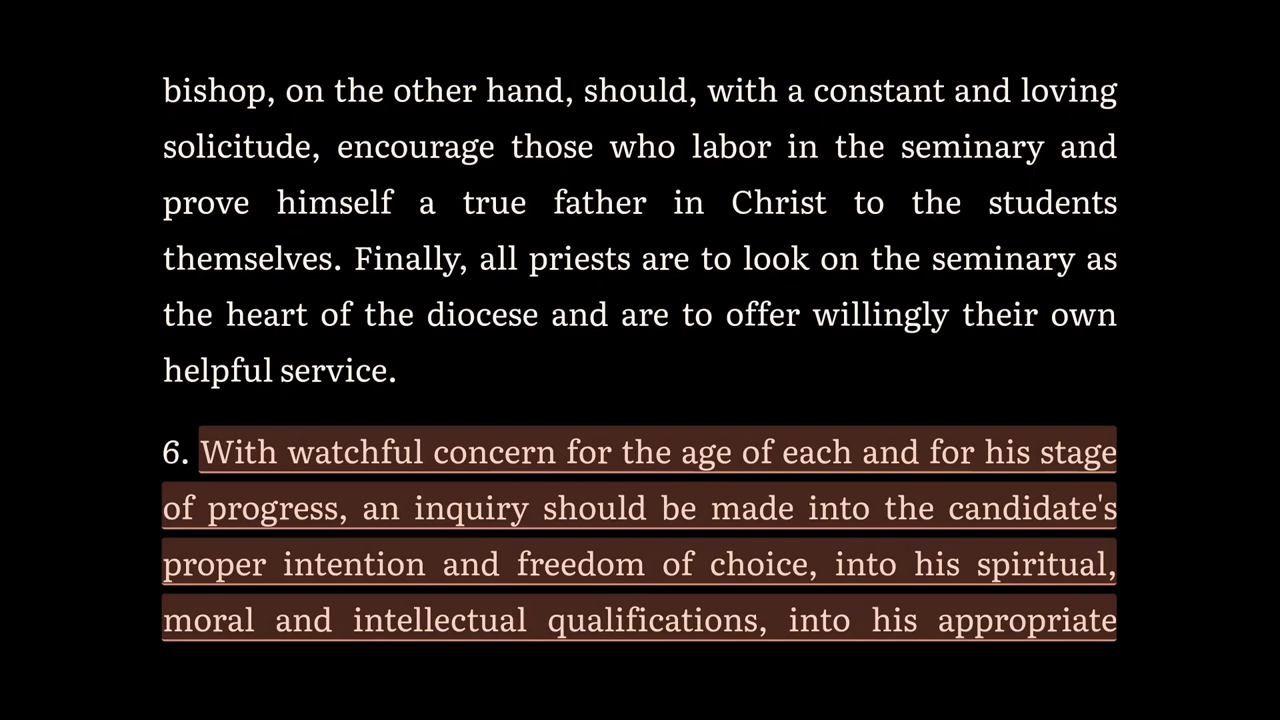 bishop, on the other hand, should, with a constant and loving
solicitude, encourage those who labor in the seminary and
prove himself a true father in Christ to the students
themselves. Finally, all priests are to look on the seminary as
the heart of the diocese and are to offer willingly their own
helpful service.
6. With watchful concern for the age of each and for his stage
of progress, an inquiry should be made into the candidate's
proper intention and freedom of choice, into his spiritual,
moral and intellectual qualifications, into his appropriate